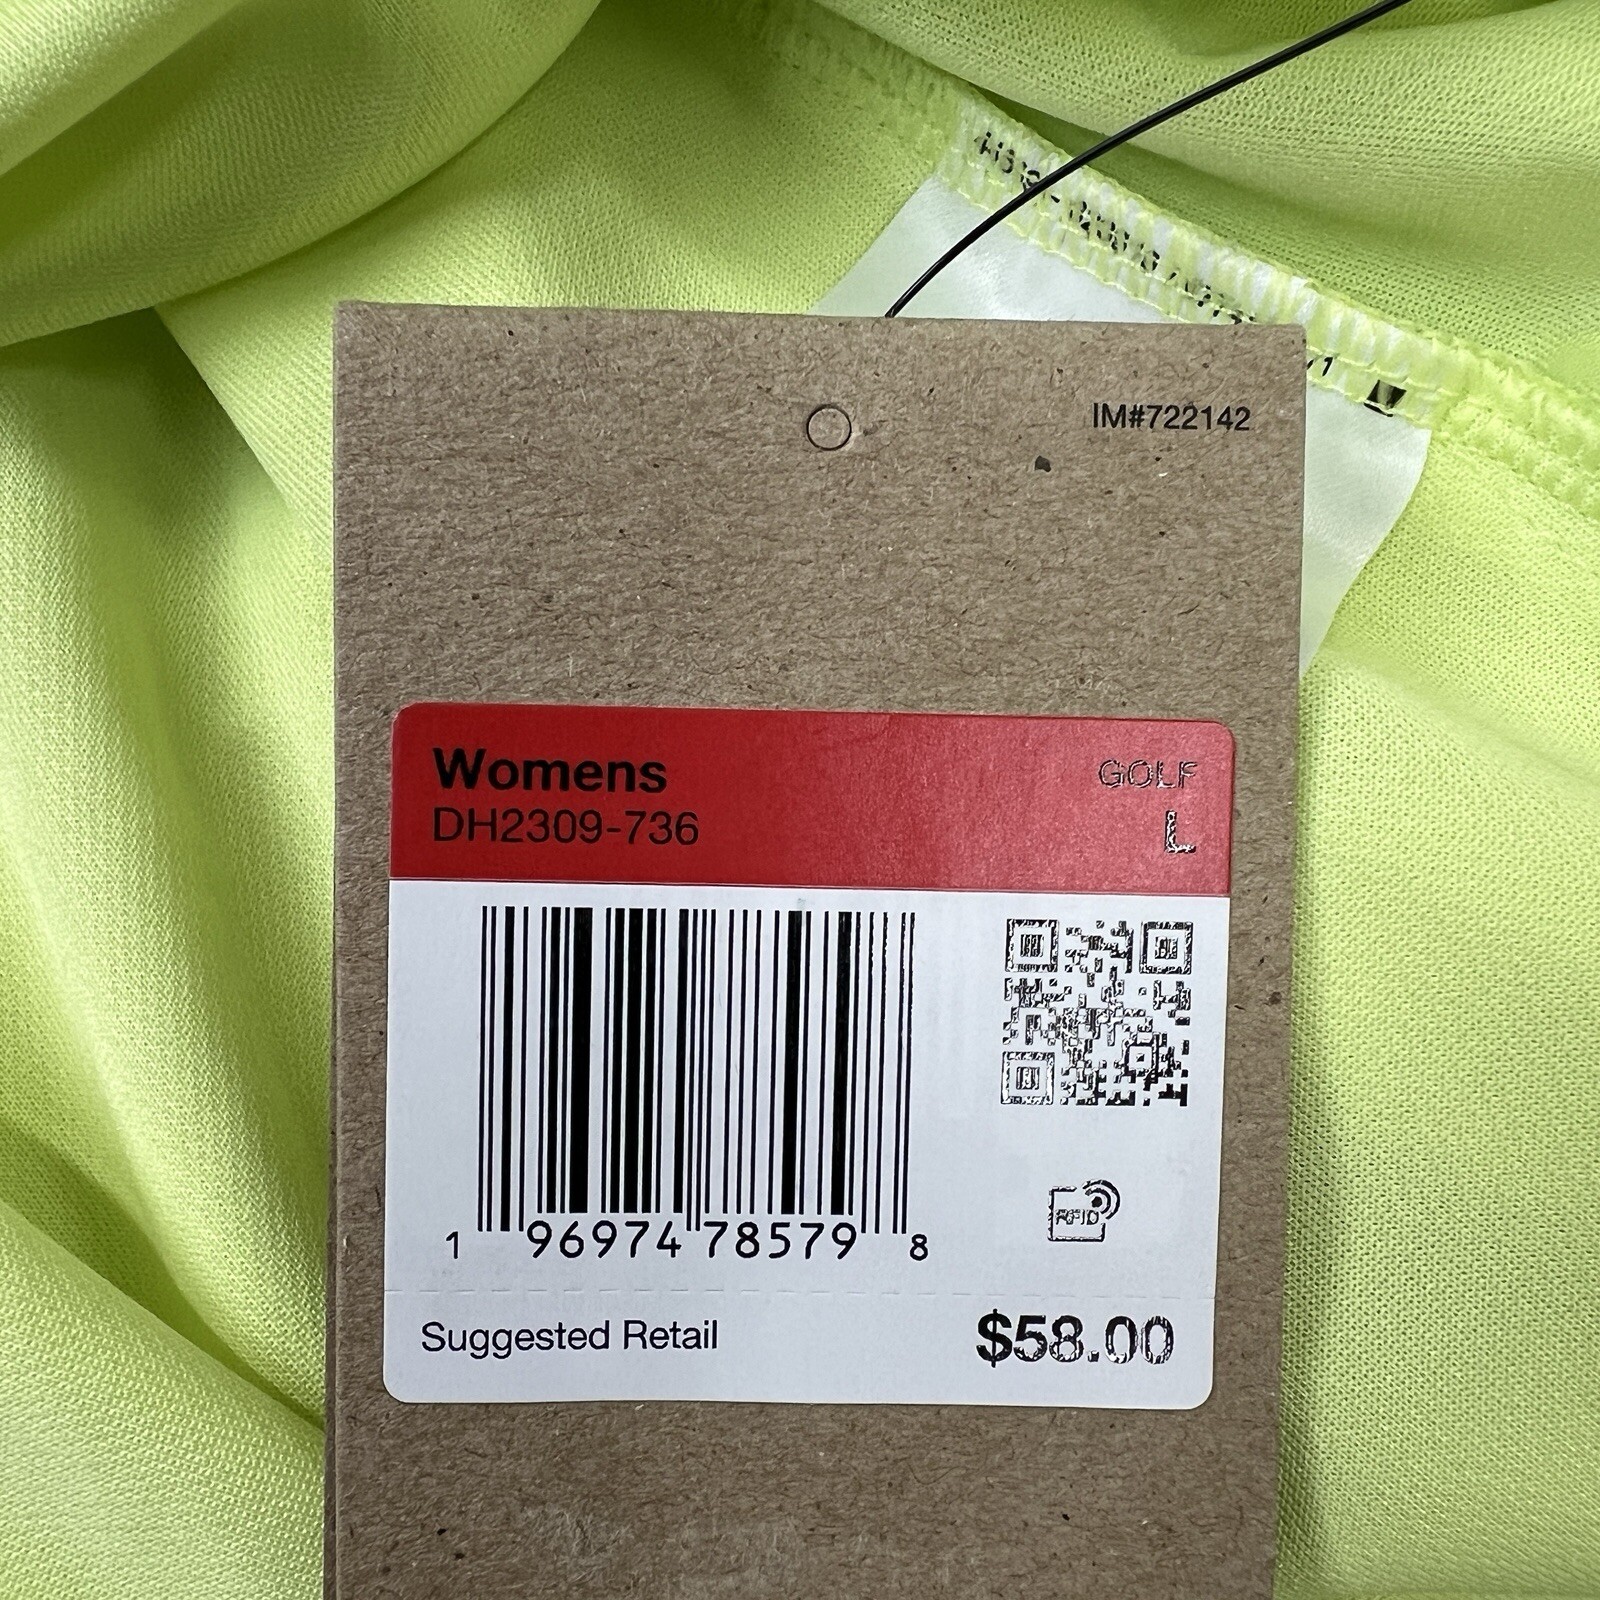 IM#722142
Womens
GOLF
DH2309-736
L
1 96974 78579 8
RFID
Suggested Retail
$58.00